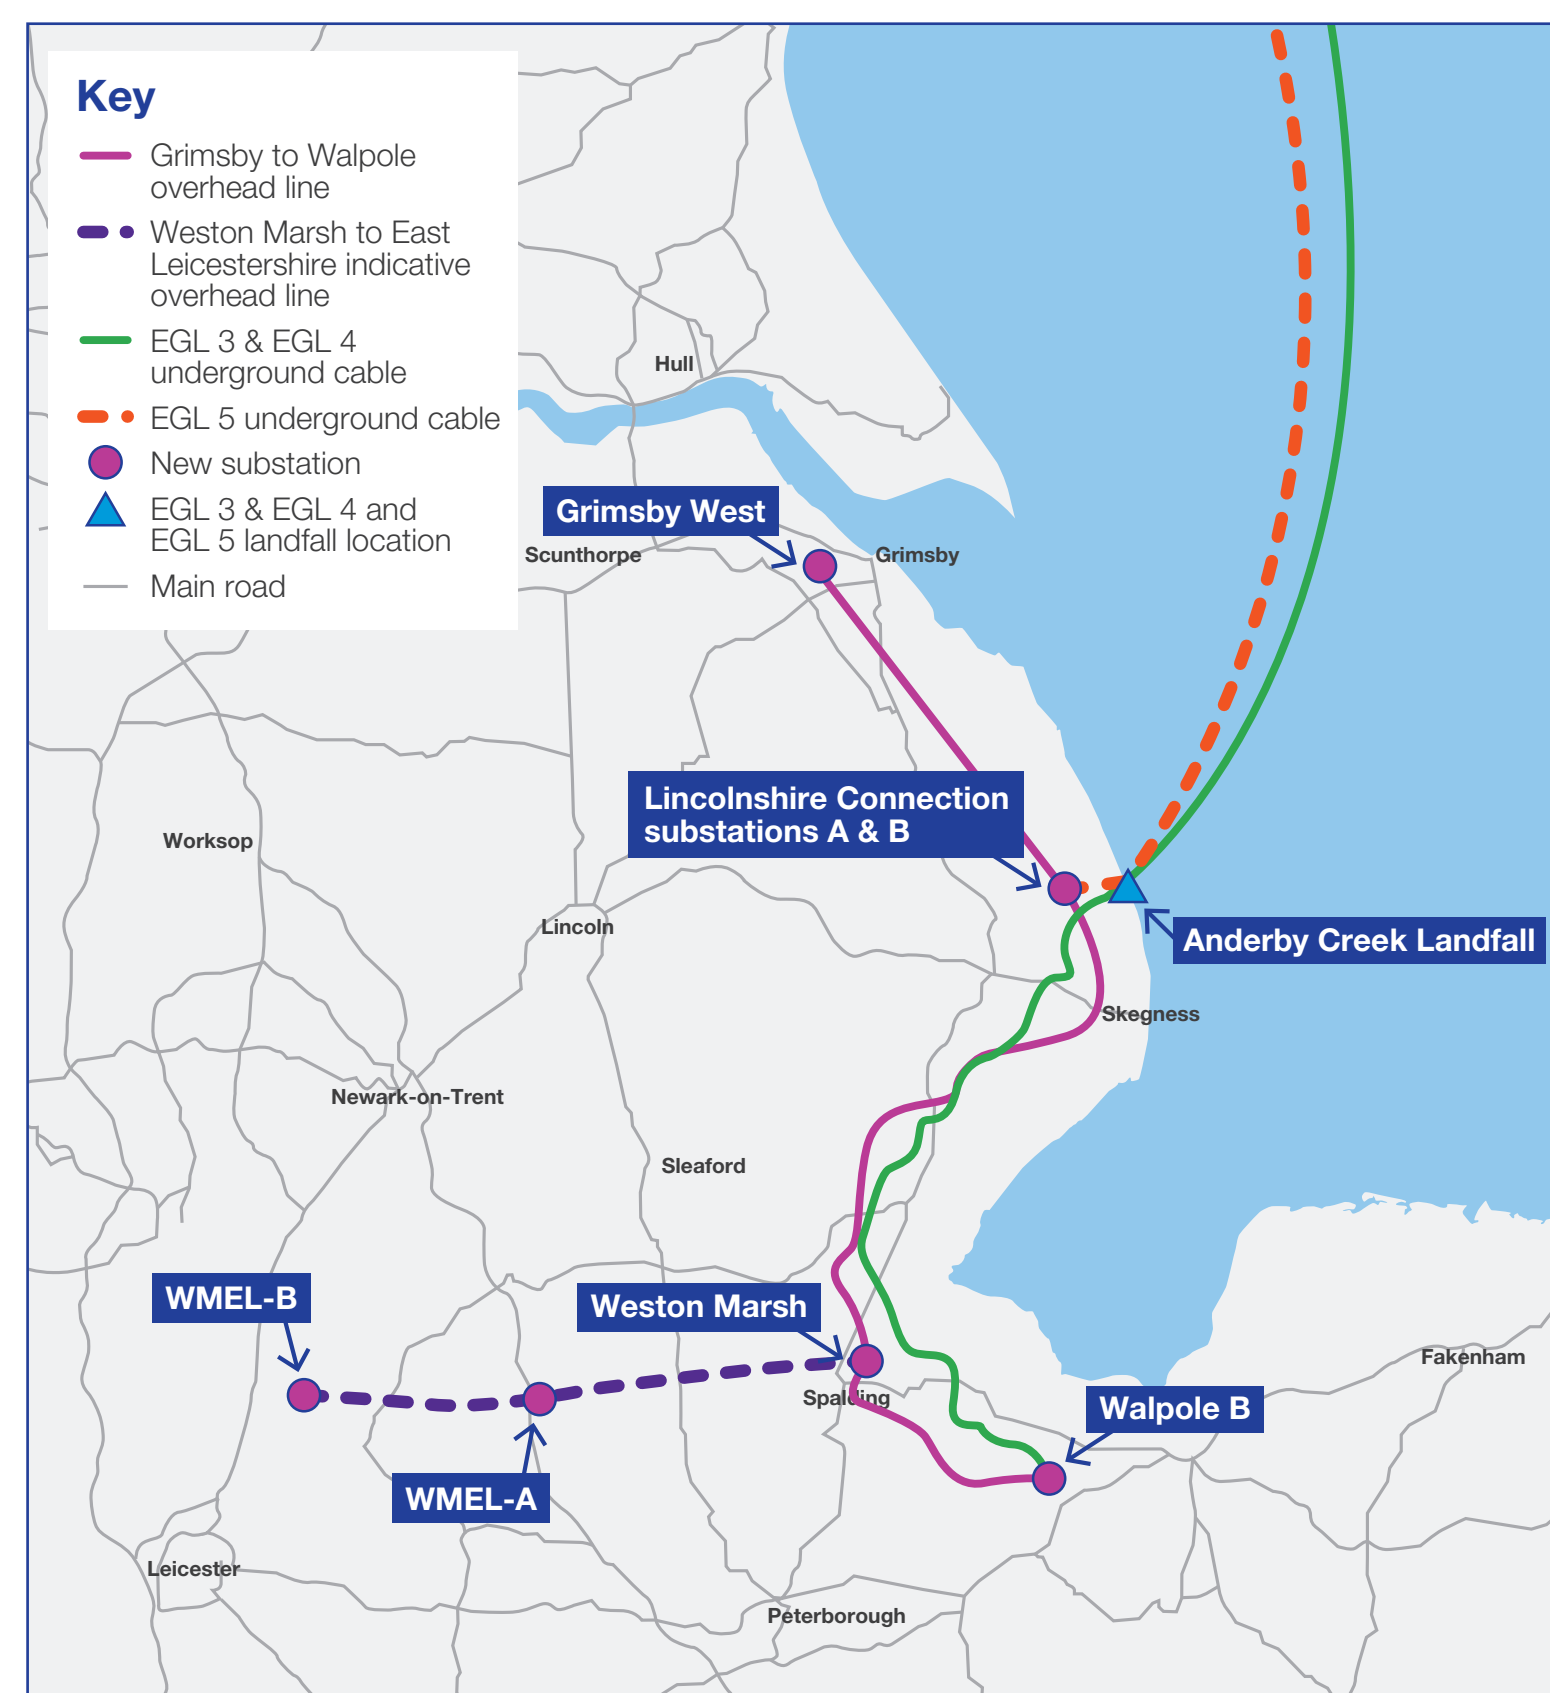 Key
Grimsby to Walpole
overhead line
Weston Marsh to East
Leicestershire indicative
overhead line
EGL 3 & EGL 4
underground cable
EGL 5 underground cable
New substation
EGL 3 & EGL 4 and
EGL 5 landfall location
Main road
Hull
Grimsby West
Scunthorpe
Grimsby
Lincolnshire Connection
substations A & B
Worksop
Lincoln
Anderby Creek Landfall
Skegness
Newark-on-Trent
Sleaford
WMEL-B
Weston Marsh
Fakenham
Spalding
Walpole B
WMEL-A
Leicester
Peterborough